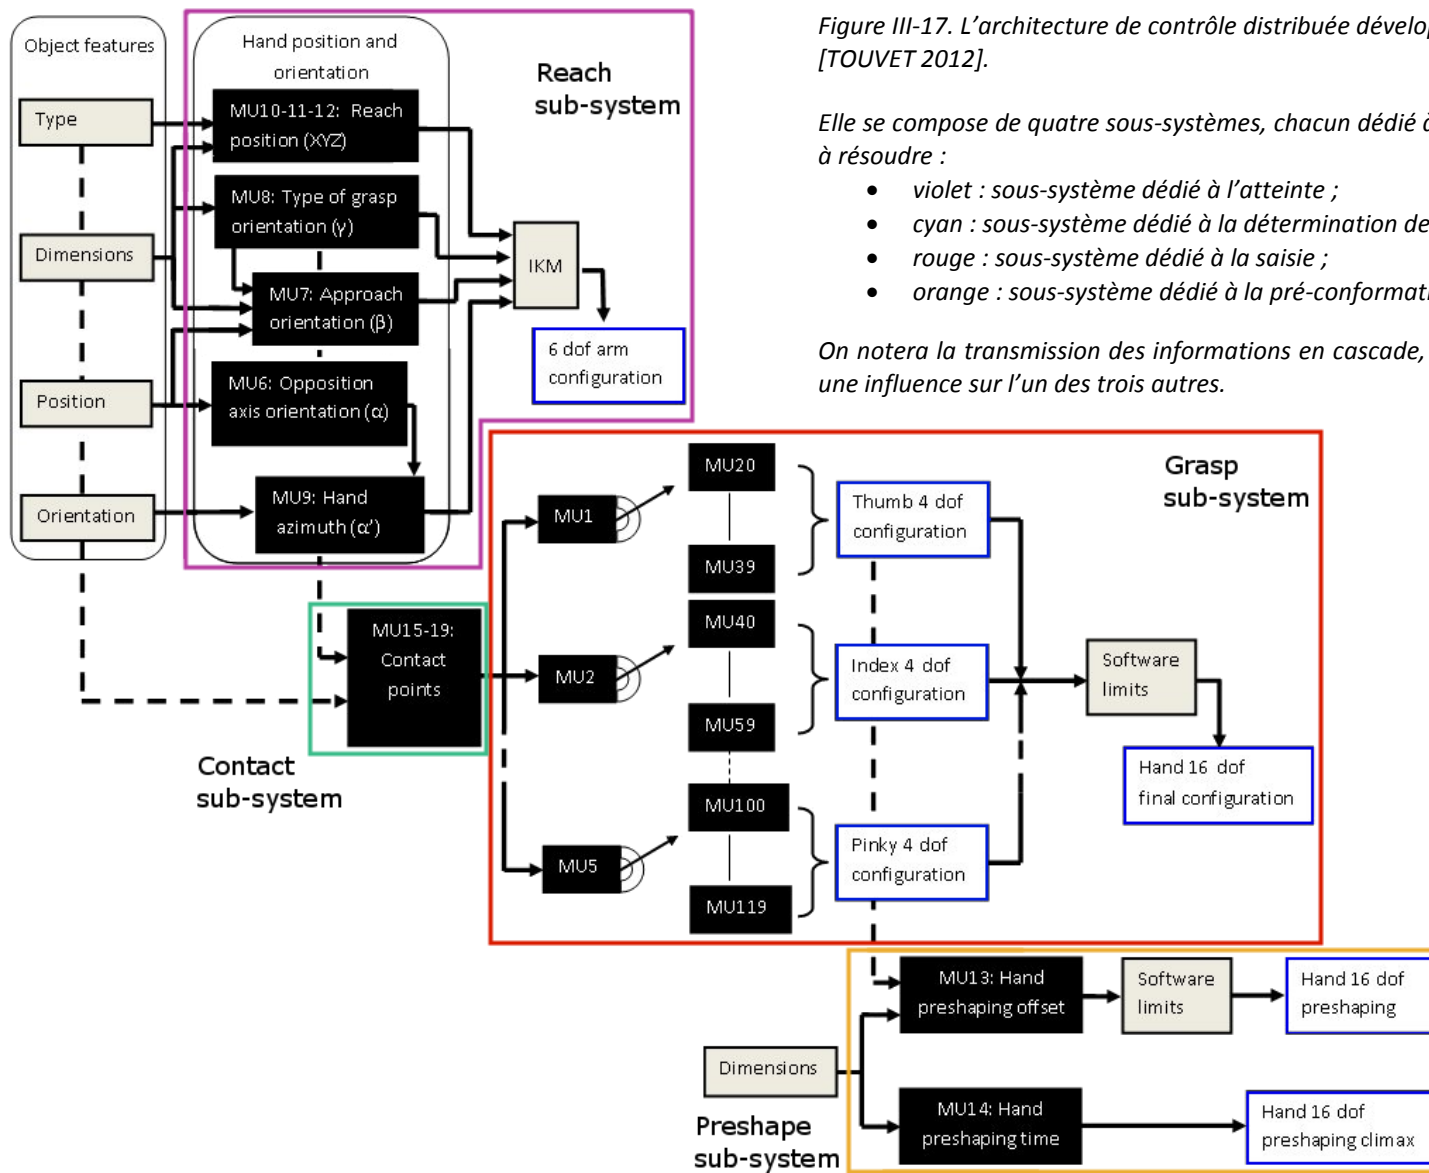 Figure III-17. L’architecture de contrôle distribuée dévelop
[TOUVET 2012].
Elle se compose de quatre sous-systèmes, chacun dédié à
à résoudre :
• violet : sous-système dédié à l’atteinte ;
• cyan : sous-système dédié à la détermination de
• rouge : sous-système dédié à la saisie ;
• orange : sous-système dédié à la pré-conformati
On notera la transmission des informations en cascade,
une influence sur l’un des trois autres.
Object features
Type
Dimensions
Position
Orientation
Hand position and
orientation
MU10-11-12: Reach
position (XYZ)
MU8: Type of grasp
orientation (γ)
MU7: Approach
orientation (β)
MU6: Opposition
axis orientation (α)
MU9: Hand
azimuth (α’)
Reach
sub-system
IKM
6 dof arm
configuration
MU15-19:
Contact
points
Contact
sub-system
Grasp
sub-system
MU1
MU2
MU5
MU20
MU39
MU40
MU59
MU100
MU119
Thumb 4 dof
configuration
Index 4 dof
configuration
Pinky 4 dof
configuration
Software
limits
Hand 16 dof
final configuration
Dimensions
Preshape
sub-system
MU13: Hand
preshaping offset
Software
limits
Hand 16 dof
preshaping
MU14: Hand
preshaping time
Hand 16 dof
preshaping climax